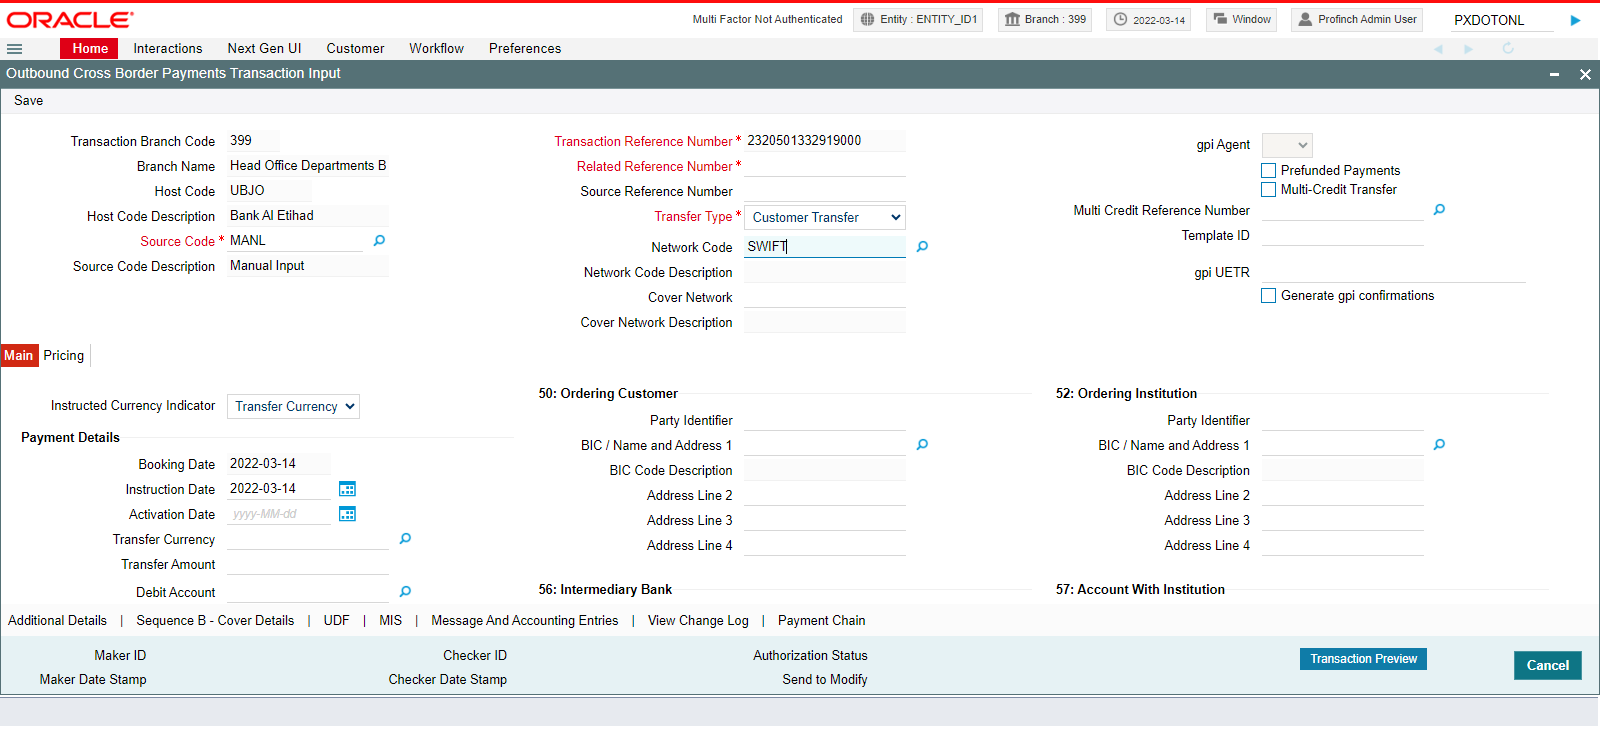 ORACLE®
Multi Factor Not Authenticated Entity : ENTITY_ID1 Branch : 399 2022-03-14 Window Profinch Admin User PXDOTONL
Home Interactions Next Gen UI Customer Workflow Preferences
Outbound Cross Border Payments Transaction Input
Save
Transaction Branch Code 399
Branch Name Head Office Departments B
Host Code UBJO
Host Code Description Bank Al Etihad
Source Code * MANL
Source Code Description Manual Input
Transaction Reference Number * 2320501332919000
Related Reference Number *
Source Reference Number
Transfer Type * Customer Transfer
Network Code SWIFT
Network Code Description
Cover Network
Cover Network Description
gpi Agent
Prefunded Payments
Multi-Credit Transfer
Multi Credit Reference Number
Template ID
gpi UETR
Generate gpi confirmations
Main Pricing
Instructed Currency Indicator Transfer Currency
Payment Details
Booking Date 2022-03-14
Instruction Date 2022-03-14
Activation Date yyyy-MM-dd
Transfer Currency
Transfer Amount
Debit Account
50: Ordering Customer
Party Identifier
BIC / Name and Address 1
BIC Code Description
Address Line 2
Address Line 3
Address Line 4
56: Intermediary Bank
52: Ordering Institution
Party Identifier
BIC / Name and Address 1
BIC Code Description
Address Line 2
Address Line 3
Address Line 4
57: Account With Institution
Additional Details | Sequence B - Cover Details | UDF | MIS | Message And Accounting Entries | View Change Log | Payment Chain
Maker ID Checker ID Authorization Status Transaction Preview Cancel
Maker Date Stamp Checker Date Stamp Send to Modify